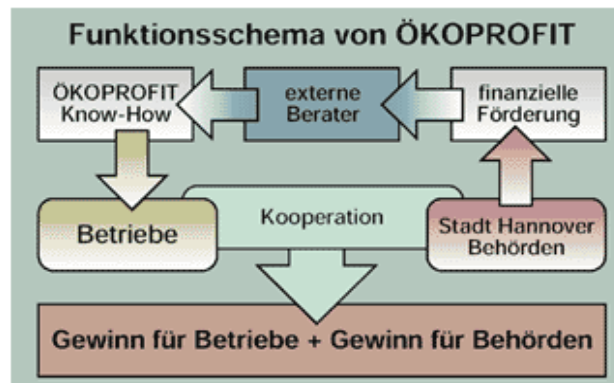 Funktionsschema von ÖKOPROFIT
ÖKOPROFIT
Know-How
externe
Berater
finanzielle
Förderung
Betriebe
Kooperation
Stadt Hannover
Behörden
Gewinn für Betriebe + Gewinn für Behörden